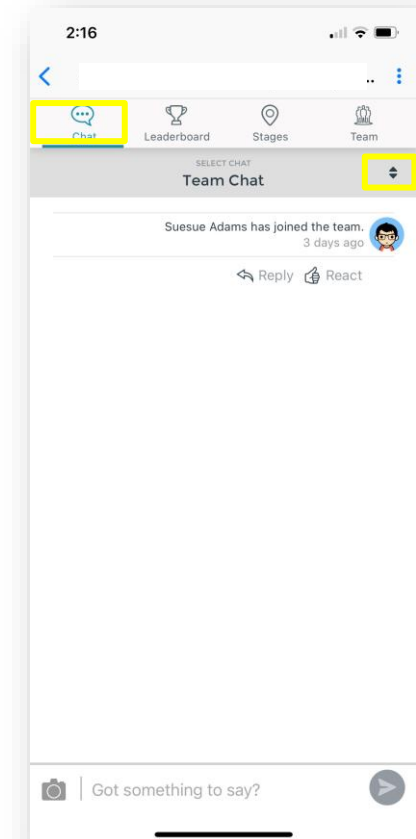 2:16
..
Chat
Leaderboard
Stages
Team
SELECT CHAT
Team Chat
Suesue Adams has joined the team.
3 days ago
Reply
React
Got something to say?